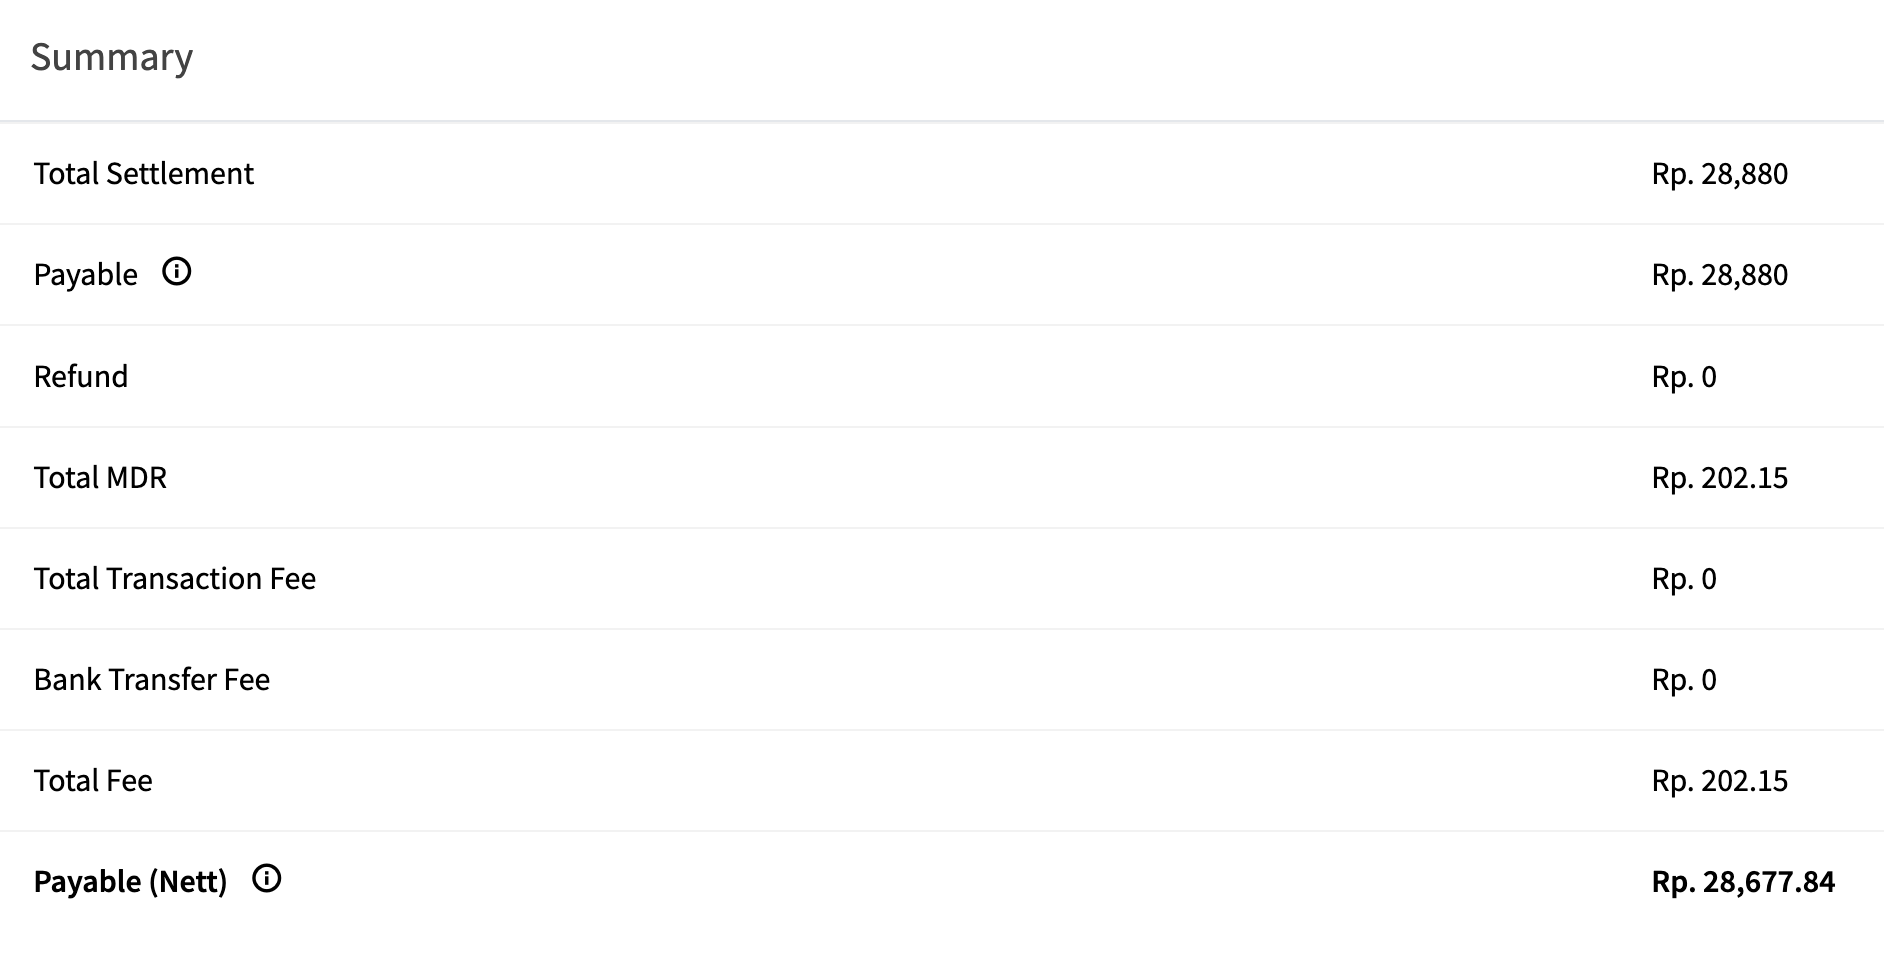 Summary
Total Settlement Rp. 28,880
Payable Rp. 28,880
Refund Rp. 0
Total MDR Rp. 202.15
Total Transaction Fee Rp. 0
Bank Transfer Fee Rp. 0
Total Fee Rp. 202.15
Payable (Nett) Rp. 28,677.84